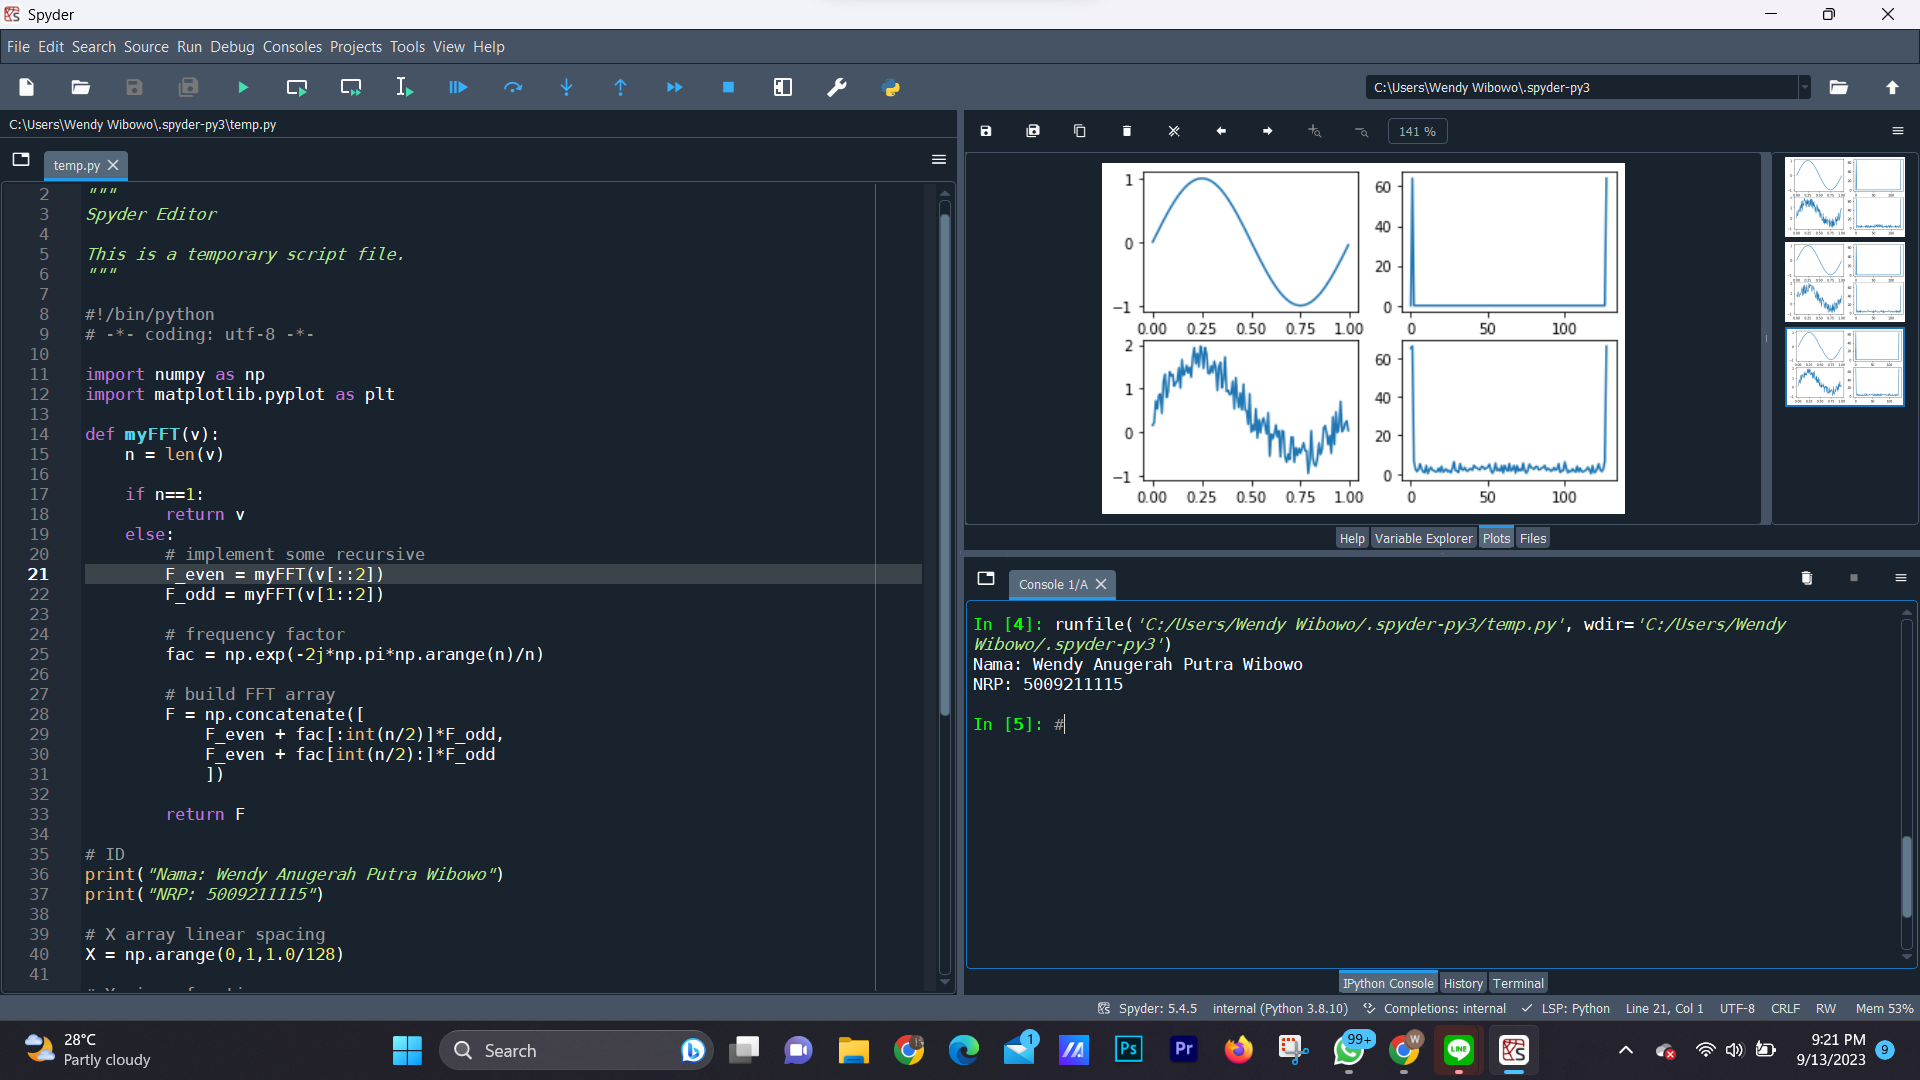 Spyder
File Edit Search Source Run Debug Consoles Projects Tools View Help
C:\Users\Wendy Wibowo\.spyder-py3
C:\Users\Wendy Wibowo\.spyder-py3\temp.py
temp.py
2 """
3 Spyder Editor
4
5 This is a temporary script file.
6 """
7
8 #!/bin/python
9 # -*- coding: utf-8 -*-
10
11 import numpy as np
12 import matplotlib.pyplot as plt
13
14 def myFFT(v):
15     n = len(v)
16
17     if n==1:
18         return v
19     else:
20         # implement some recursive
21         F_even = myFFT(v[::2])
22         F_odd = myFFT(v[1::2])
23
24         # frequency factor
25         fac = np.exp(-2j*np.pi*np.arange(n)/n)
26
27         # build FFT array
28         F = np.concatenate([
29             F_even + fac[:int(n/2)]*F_odd,
30             F_even + fac[int(n/2):]*F_odd
31             ])
32
33         return F
34
35 # ID
36 print("Nama: Wendy Anugerah Putra Wibowo")
37 print("NRP: 5009211115")
38
39 # X array linear spacing
40 X = np.arange(0,1,1.0/128)
41
141 %
1
0
−1
0.00 0.25 0.50 0.75 1.00
60
40
20
0
0 50 100
2
1
0
−1
0.00 0.25 0.50 0.75 1.00
60
40
20
0
0 50 100
Help Variable Explorer Plots Files
Console 1/A
In [4]: runfile('C:/Users/Wendy Wibowo/.spyder-py3/temp.py', wdir='C:/Users/Wendy
Wibowo/.spyder-py3')
Nama: Wendy Anugerah Putra Wibowo
NRP: 5009211115
In [5]: #
IPython Console History Terminal
Spyder: 5.4.5 internal (Python 3.8.10) Completions: internal LSP: Python Line 21, Col 1 UTF-8 CRLF RW Mem 53%
28°C
Partly cloudy
Search
1
Ps
Pr
99+
W
LINE
9:21 PM
9/13/2023
9